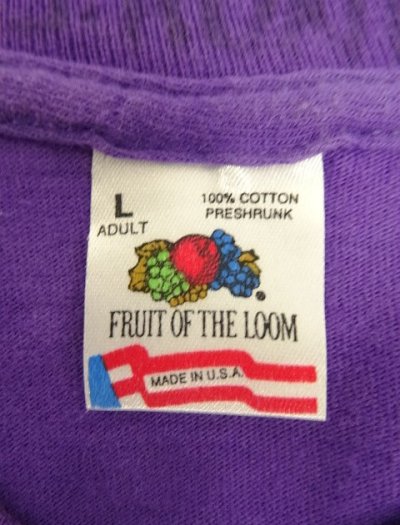 L
ADULT
100% COTTON
PRESHRUNK
®
FRUIT OF THE LOOM
MADE IN U.S.A.